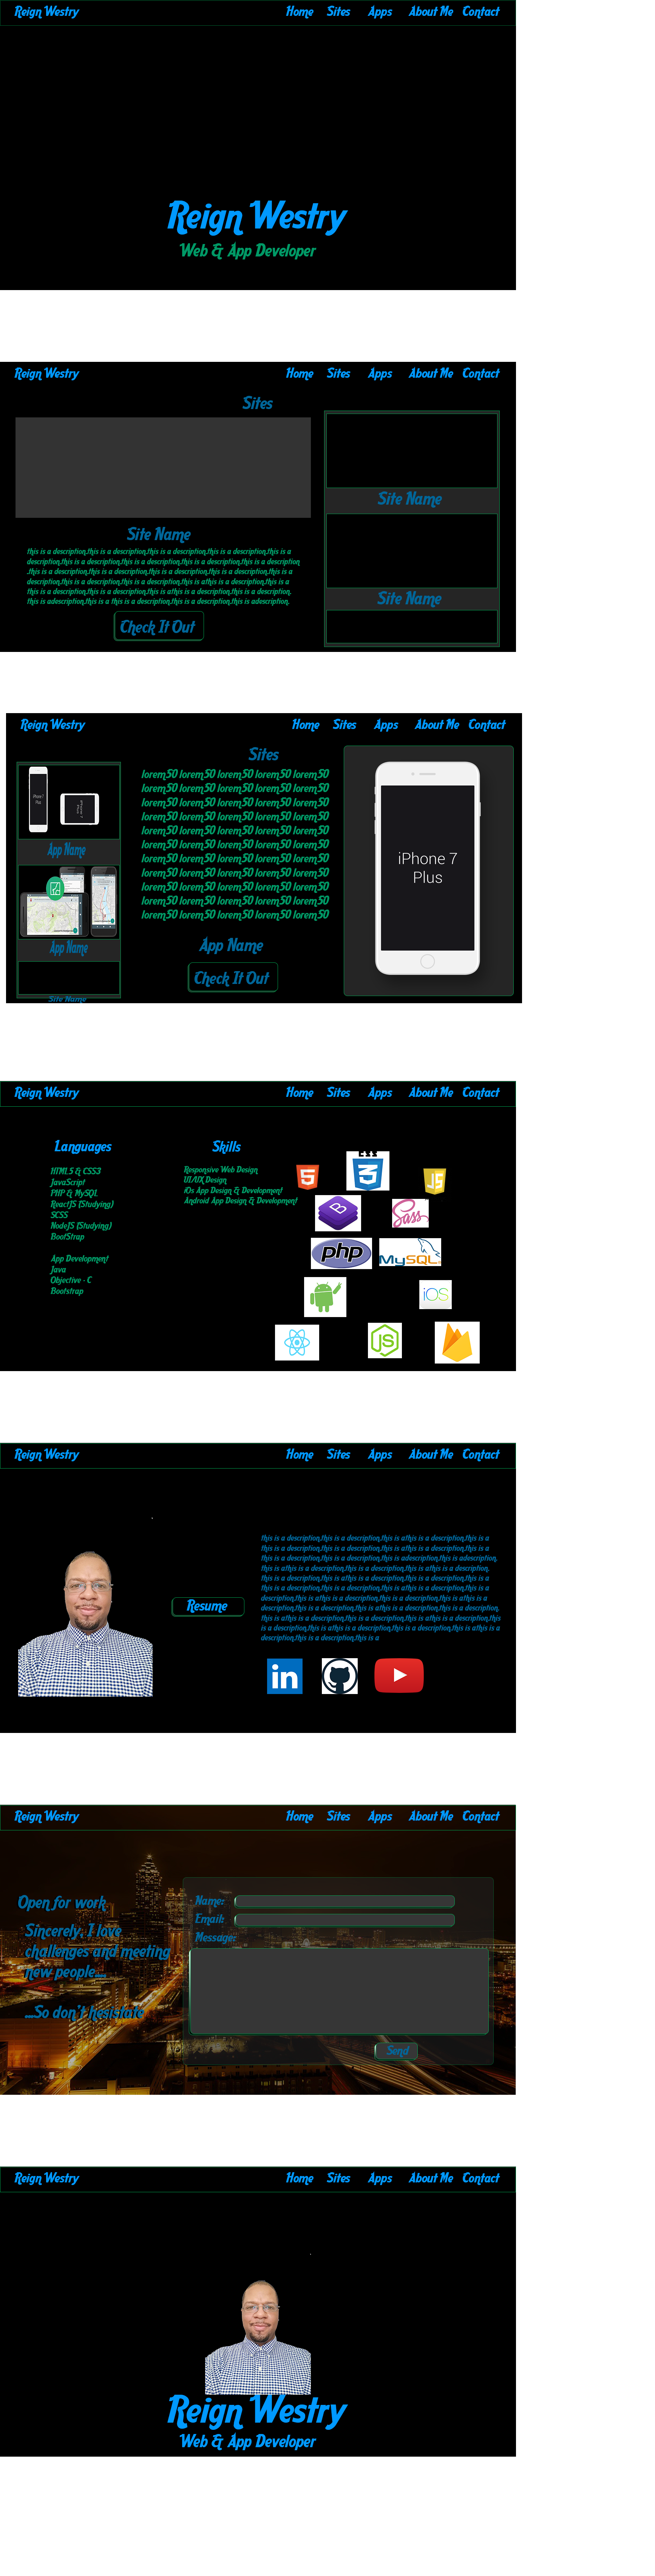 Reign Westry Home Sites Apps About Me Contact
Reign Westry
Web & App Developer
Reign Westry Home Sites Apps About Me Contact
Sites
Site Name
this is a description,this is a description,this is a description,this is a description,this is a
description,this is a description,this is a description,this is a description,this is a description
,this is a description,this is a description,this is a description,this is a description,this is a
description,this is a description,this is a description,this is athis is a description,this is a
this is a description,this is a description,this is athis is a description,this is a description,
this is adescription,this is a this is a description,this is a description,this is adescription,
Check It Out
Site Name
Site Name
Reign Westry Home Sites Apps About Me Contact
Sites
App Name
App Name
Site Name
lorem50 lorem50 lorem50 lorem50 lorem50
lorem50 lorem50 lorem50 lorem50 lorem50
lorem50 lorem50 lorem50 lorem50 lorem50
lorem50 lorem50 lorem50 lorem50 lorem50
lorem50 lorem50 lorem50 lorem50 lorem50
lorem50 lorem50 lorem50 lorem50 lorem50
lorem50 lorem50 lorem50 lorem50 lorem50
lorem50 lorem50 lorem50 lorem50 lorem50
lorem50 lorem50 lorem50 lorem50 lorem50
lorem50 lorem50 lorem50 lorem50 lorem50
lorem50 lorem50 lorem50 lorem50 lorem50
App Name
Check It Out
iPhone 7
Plus
Reign Westry Home Sites Apps About Me Contact
Languages
HTML5 & CSS3
JavaScript
PHP & MySQL
ReactJS (Studying)
SCSS
NodeJS (Studying)
BootStrap
App Development
Java
Objective - C
Bootstrap
Skills
Responsive Web Design
UI/UX Design
iOs App Design & Development
Android App Design & Development
5
CSS
3
JS
B
Sass
php
MySQL
iOS
JS
Reign Westry Home Sites Apps About Me Contact
Resume
this is a description,this is a description,this is athis is a description,this is a
this is a description,this is a description,this is athis is a description,this is a
this is a description,this is a description,this is adescription,this is adescription,
this is athis is a description,this is a description,this is athis is a description,
this is a description,this is athis is a description,this is a description,this is a
this is a description,this is a description,this is athis is a description,this is a
description,this is athis is a description,this is a description,this is athis is a
description,this is a description,this is athis is a description,this is a description,
this is athis is a description,this is a description,this is athis is a description,this
is a description,this is athis is a description,this is a description,this is athis is a
description,this is a description,this is a
in
Reign Westry Home Sites Apps About Me Contact
Open for work
Sincerely, I love
challenges and meeting
new people....
...So don't hesistate
Name:
Email:
Message:
Send
Reign Westry Home Sites Apps About Me Contact
Reign Westry
Web & App Developer